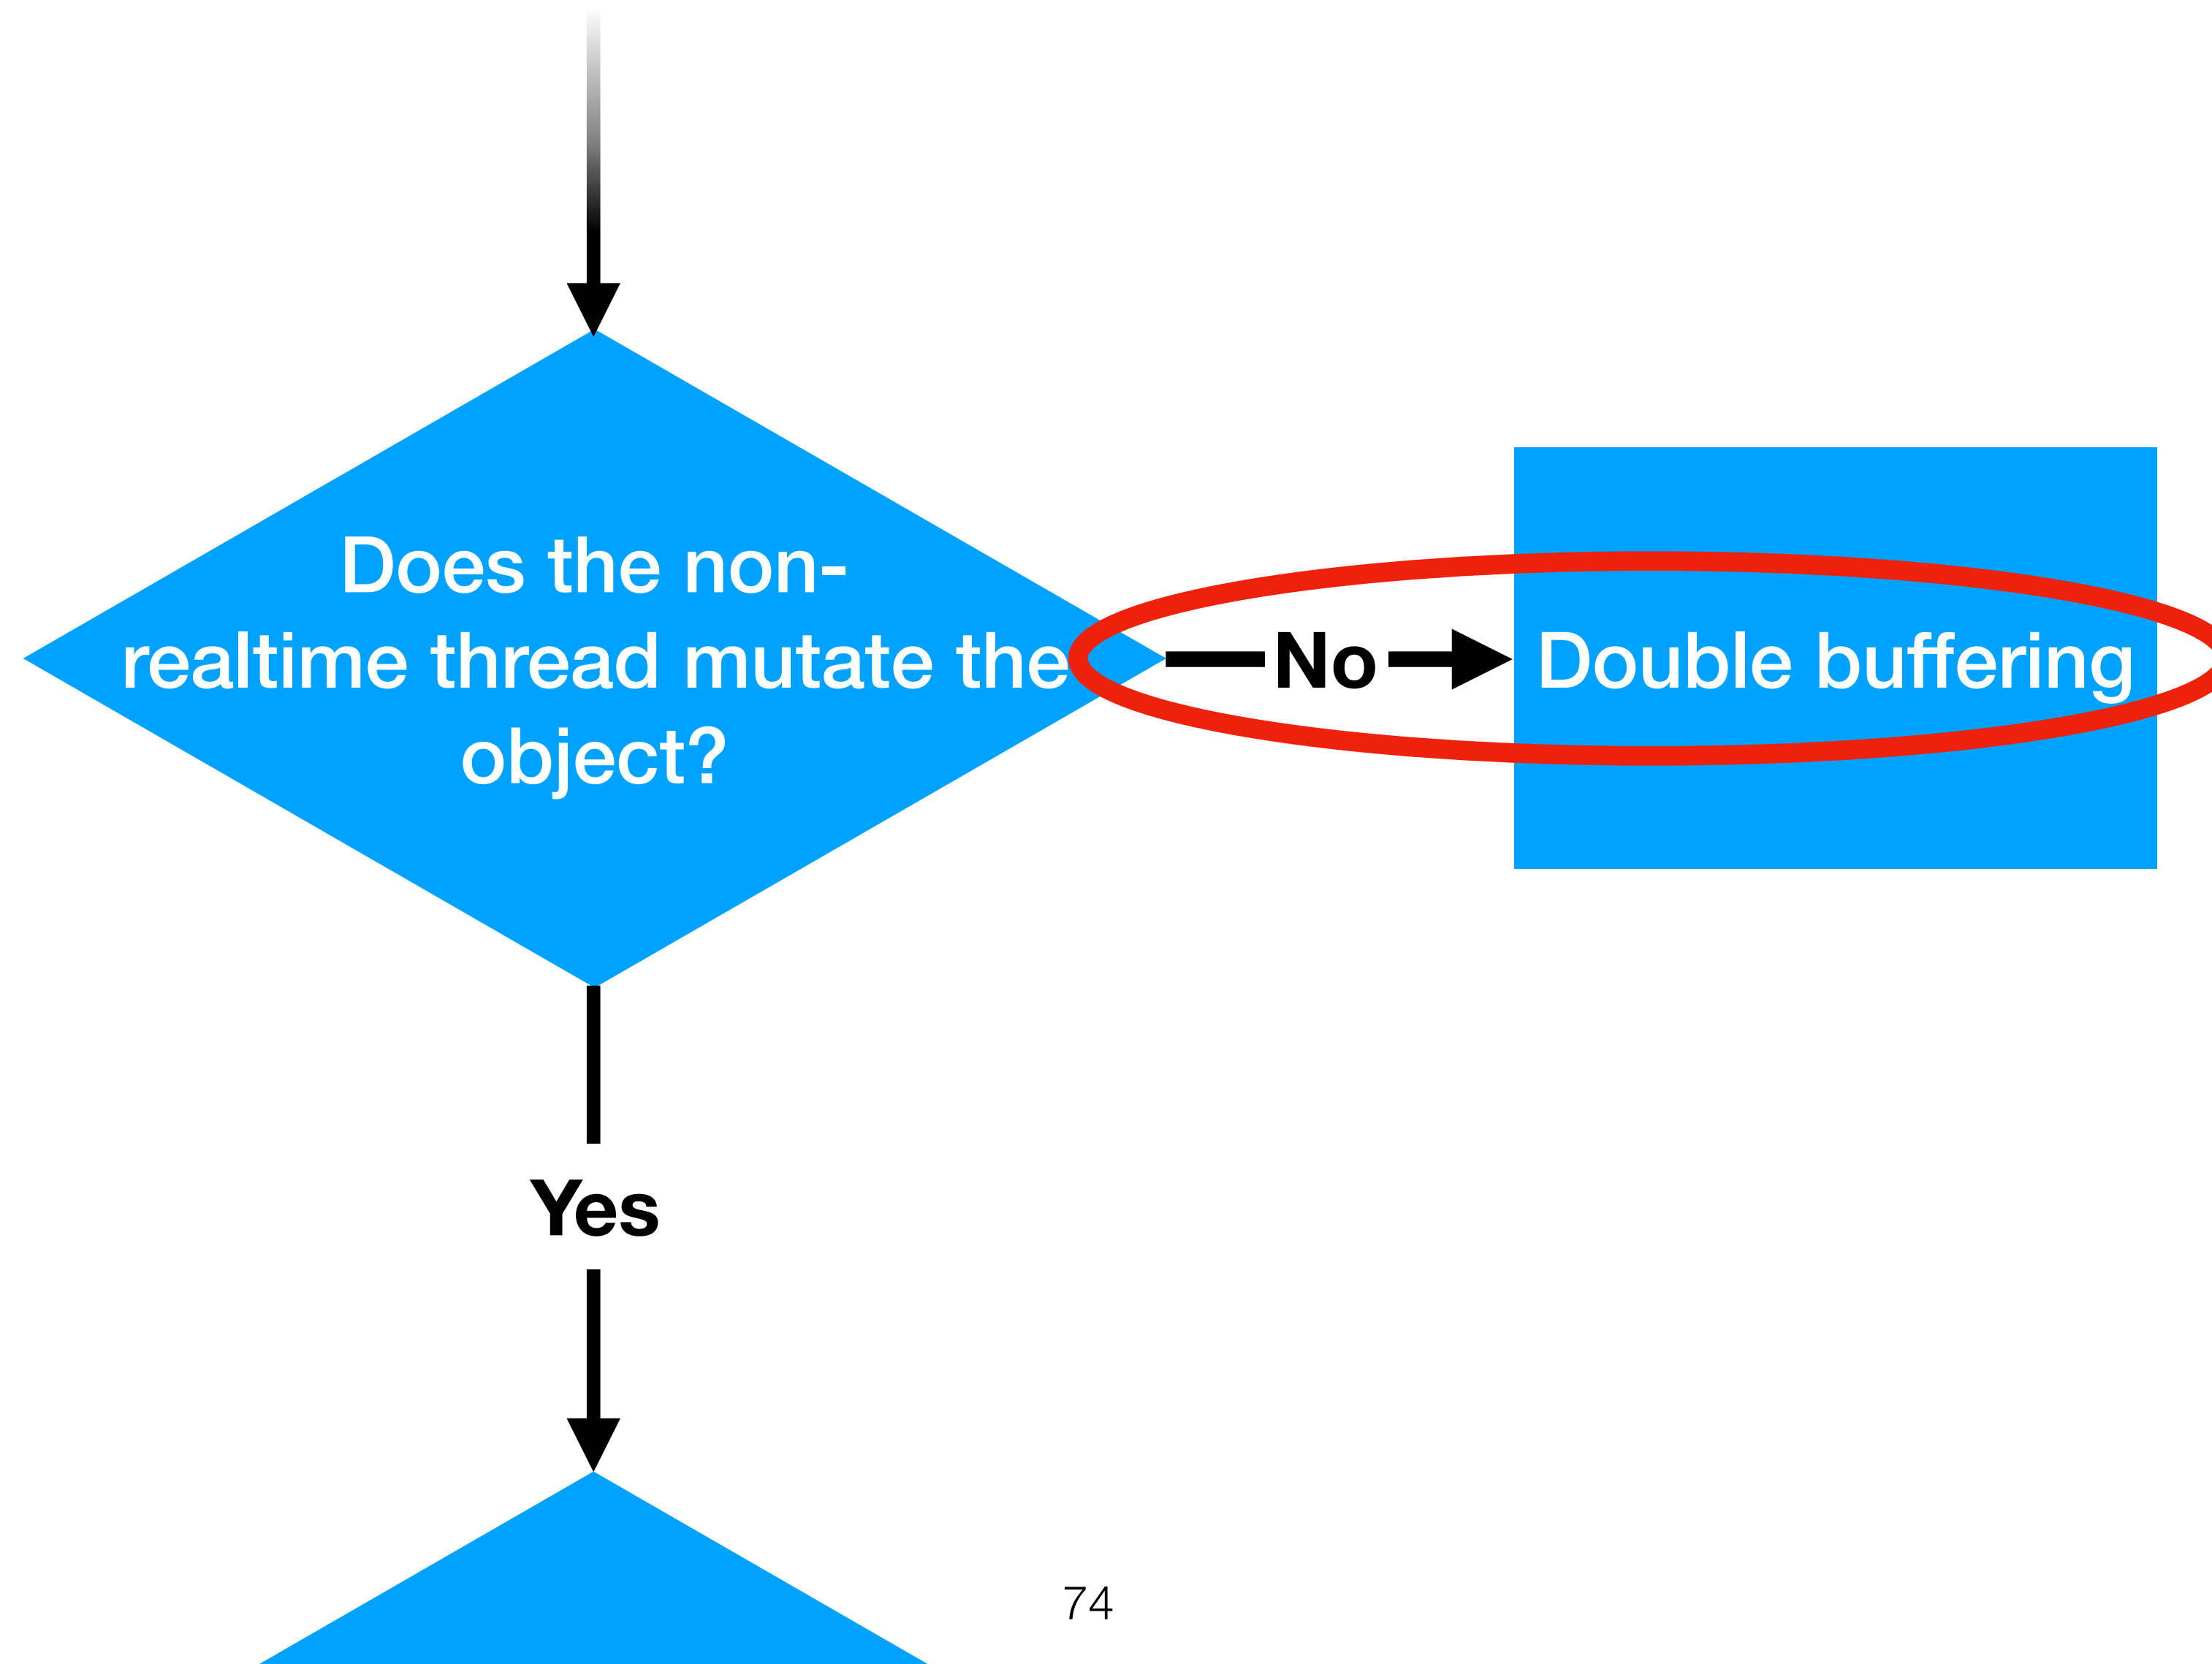 Does the non-
realtime thread mutate the
object?
No
Double buffering
Yes
74